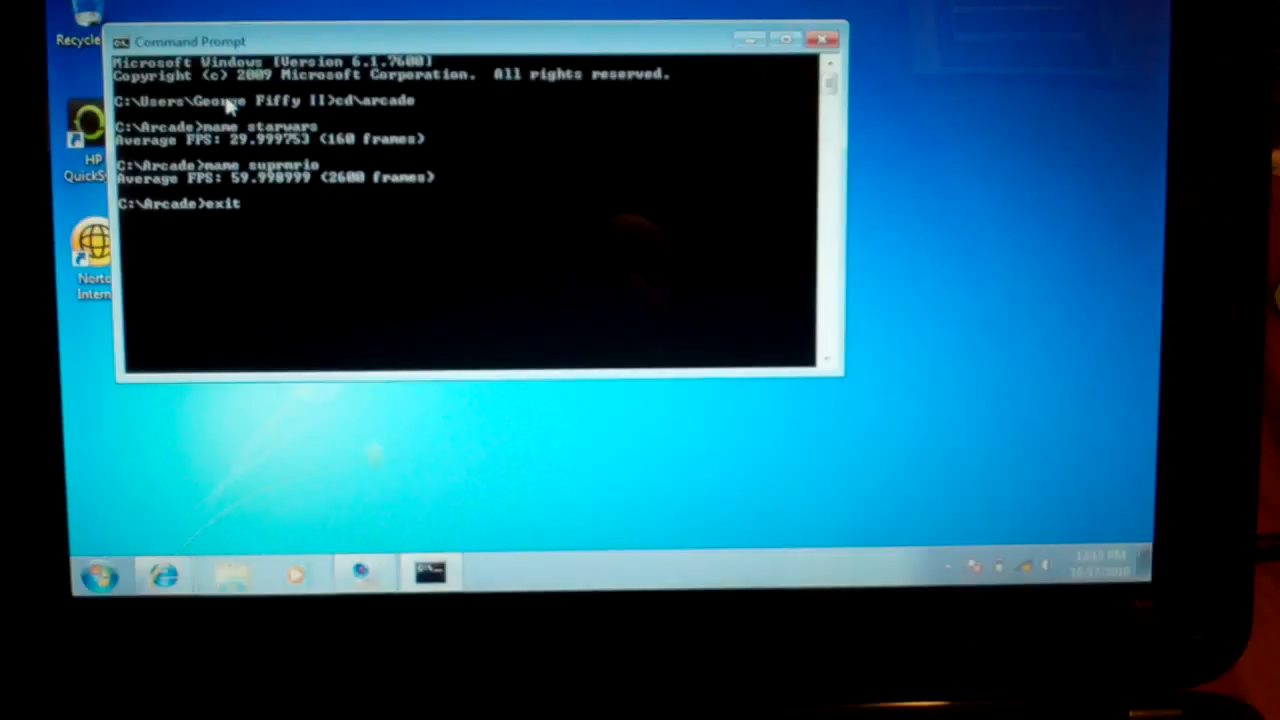 Recycle
Command Prompt
Microsoft Windows [Version 6.1.7600]
Copyright (c) 2009 Microsoft Corporation.  All rights reserved.
C:\Users\George Fiffy II>cd\arcade
C:\Arcade>mame starwars
Average FPS: 29.999753 (160 frames)
C:\Arcade>mame suprmrio
Average FPS: 59.998999 (2600 frames)
C:\Arcade>exit
HP
QuickSy
Norto
Intern
C:\